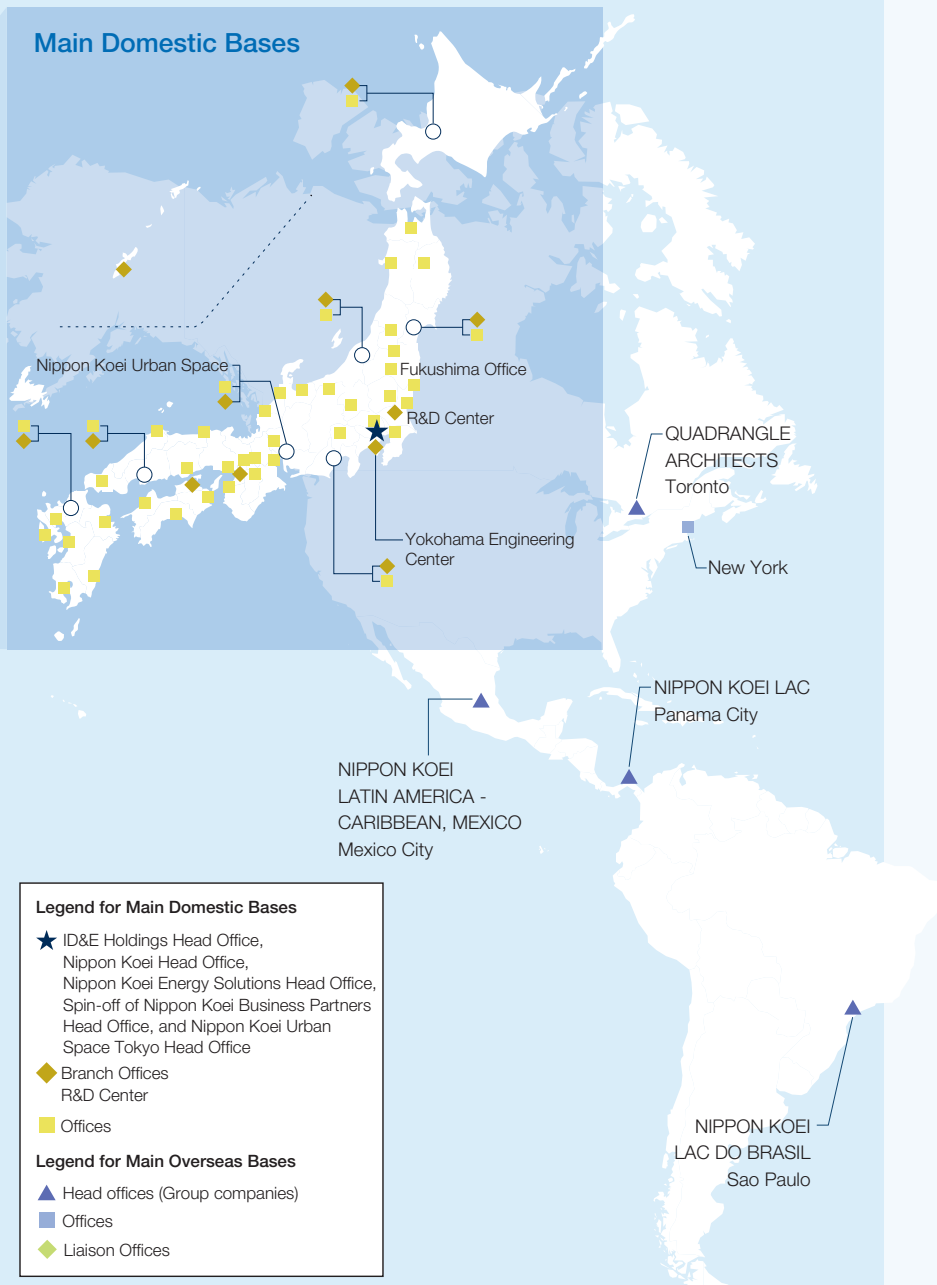 Main Domestic Bases
Nippon Koei Urban Space
Fukushima Office
R&D Center
Yokohama Engineering
Center
QUADRANGLE
ARCHITECTS
Toronto
New York
NIPPON KOEI LAC
Panama City
NIPPON KOEI
LATIN AMERICA -
CARIBBEAN, MEXICO
Mexico City
NIPPON KOEI
LAC DO BRASIL
Sao Paulo
Legend for Main Domestic Bases
ID&E Holdings Head Office,
Nippon Koei Head Office,
Nippon Koei Energy Solutions Head Office,
Spin-off of Nippon Koei Business Partners
Head Office, and Nippon Koei Urban
Space Tokyo Head Office
Branch Offices
R&D Center
Offices
Legend for Main Overseas Bases
Head offices (Group companies)
Offices
Liaison Offices